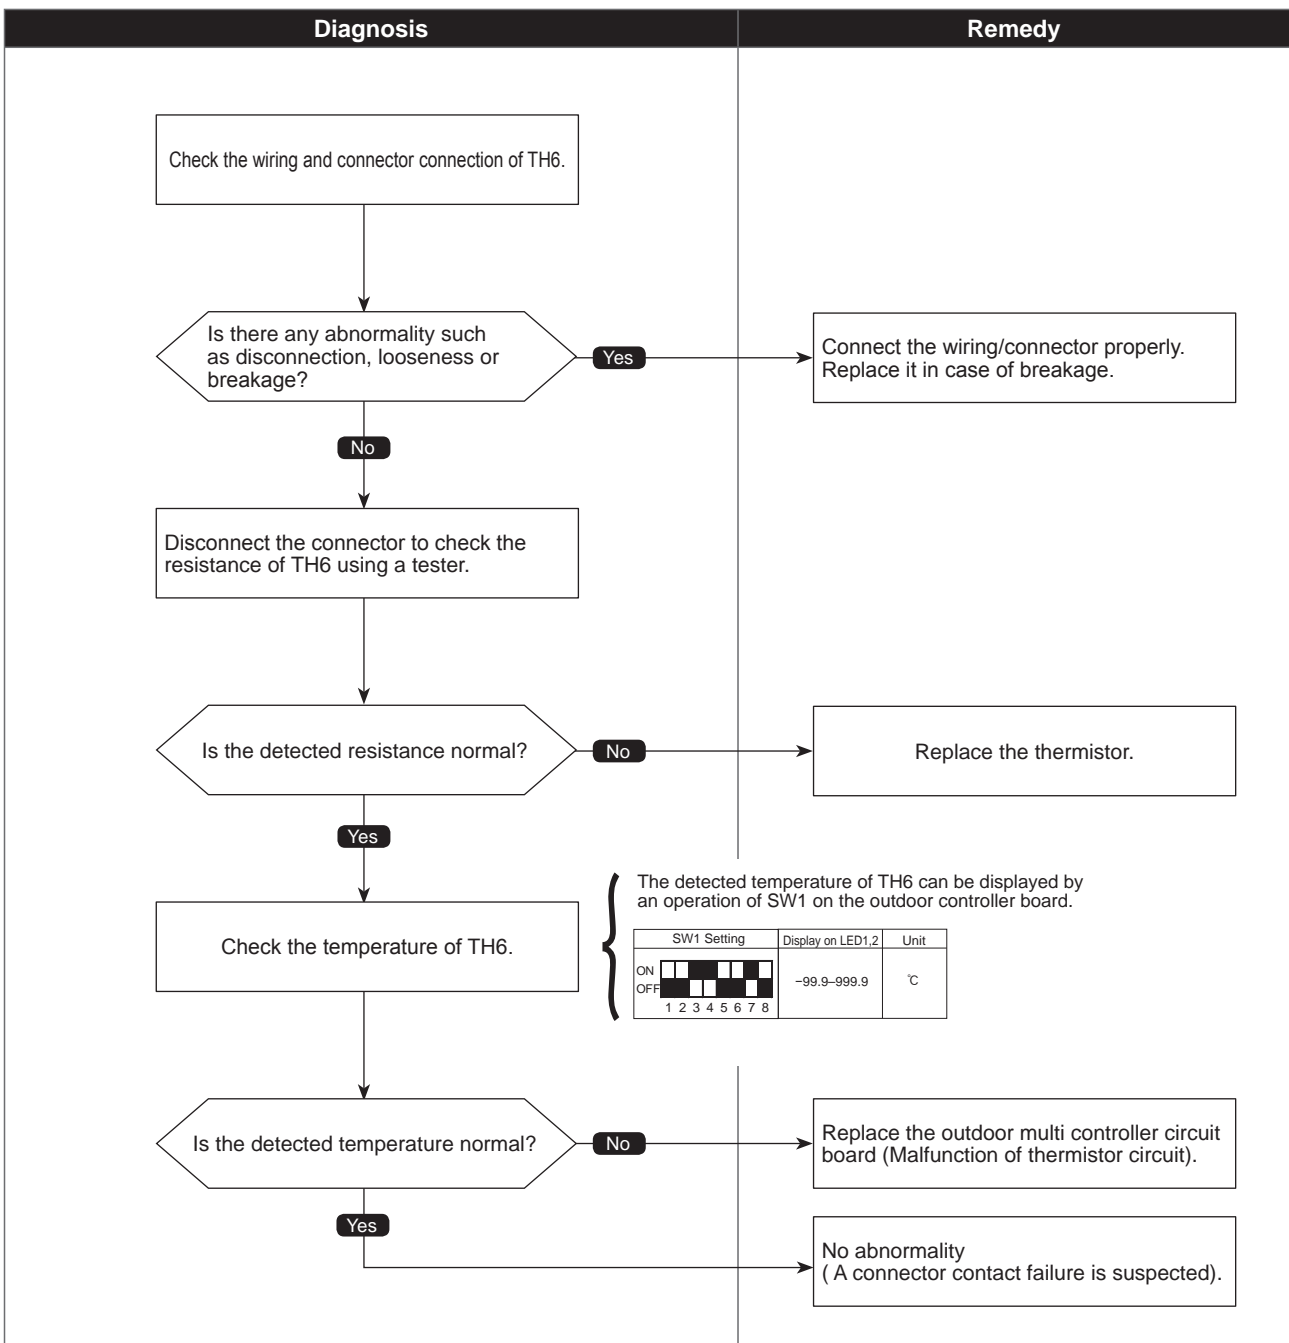 Diagnosis
Remedy
Check the wiring and connector connection of TH6.
Is there any abnormality such
as disconnection, looseness or
breakage?
Yes
Connect the wiring/connector properly.
Replace it in case of breakage.
No
Disconnect the connector to check the
resistance of TH6 using a tester.
Is the detected resistance normal?
No
Replace the thermistor.
Yes
The detected temperature of TH6 can be displayed by
an operation of SW1 on the outdoor controller board.
Check the temperature of TH6.
SW1 Setting
Display on LED1,2
Unit
ON
OFF
1 2 3 4 5 6 7 8
−99.9–999.9
℃
Is the detected temperature normal?
No
Replace the outdoor multi controller circuit
board (Malfunction of thermistor circuit).
Yes
No abnormality
( A connector contact failure is suspected).